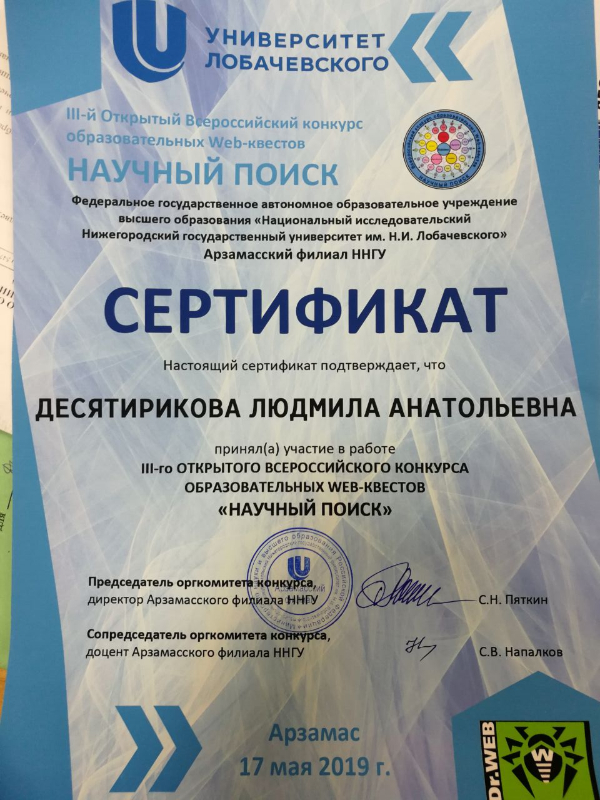 УНИВЕРСИТЕТ
ЛОБАЧЕВСКОГО
III-й Открытый Всероссийский конкурс
образовательных Web-квестов
НАУЧНЫЙ ПОИСК
Федеральное государственное автономное образовательное учреждение
высшего образования «Национальный исследовательский
Нижегородский государственный университет им. Н.И. Лобачевского»
Арзамасский филиал ННГУ
СЕРТИФИКАТ
Настоящий сертификат подтверждает, что
ДЕСЯТИРИКОВА ЛЮДМИЛА АНАТОЛЬЕВНА
принял(а) участие в работе
III-го ОТКРЫТОГО ВСЕРОССИЙСКОГО КОНКУРСА
ОБРАЗОВАТЕЛЬНЫХ WEB-КВЕСТОВ
«НАУЧНЫЙ ПОИСК»
Председатель оргкомитета конкурса,
директор Арзамасского филиала ННГУ
С.Н. Пяткин
Сопредседатель оргкомитета конкурса,
доцент Арзамасского филиала ННГУ
С.В. Напалков
Арзамас
17 мая 2019 г.
Dr.WEB